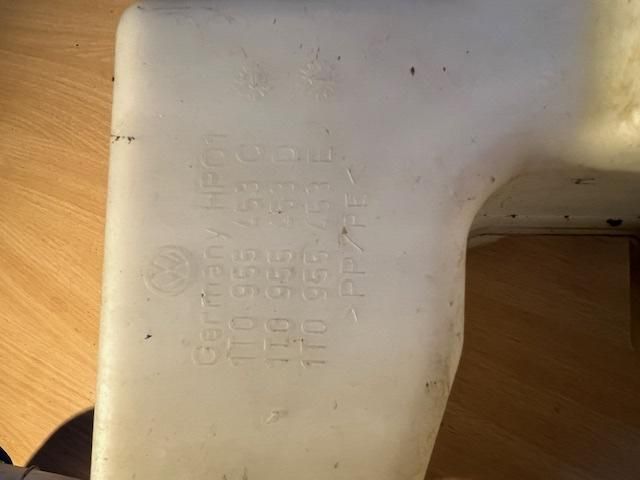 Germany HP01
1T0 955 453 C
1T0 955 453 D
1T0 955 453 E
>PP/PE<